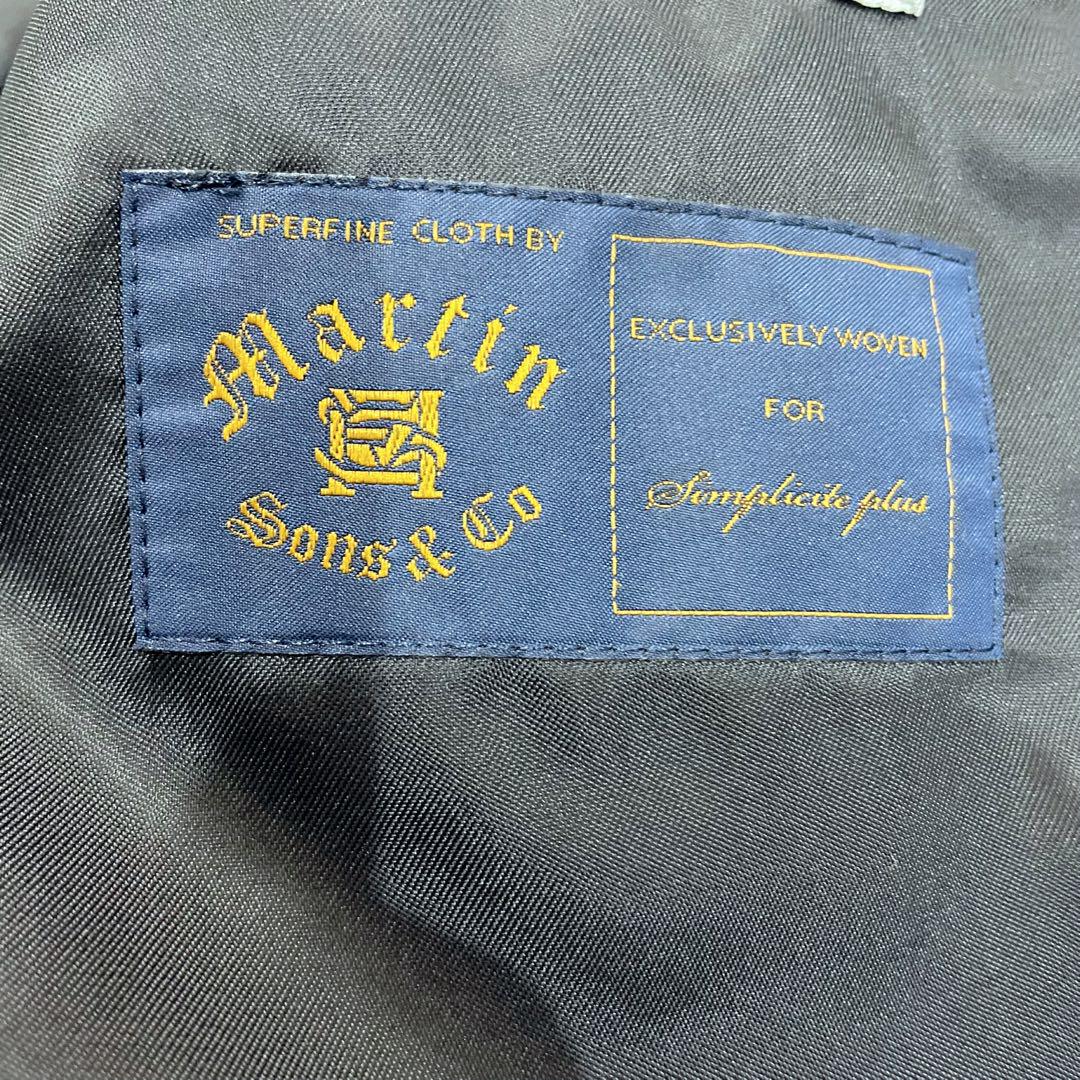 SUPERFINE CLOTH BY
Martin
Sons & Co
EXCLUSIVELY WOVEN
FOR
Simplicite plus